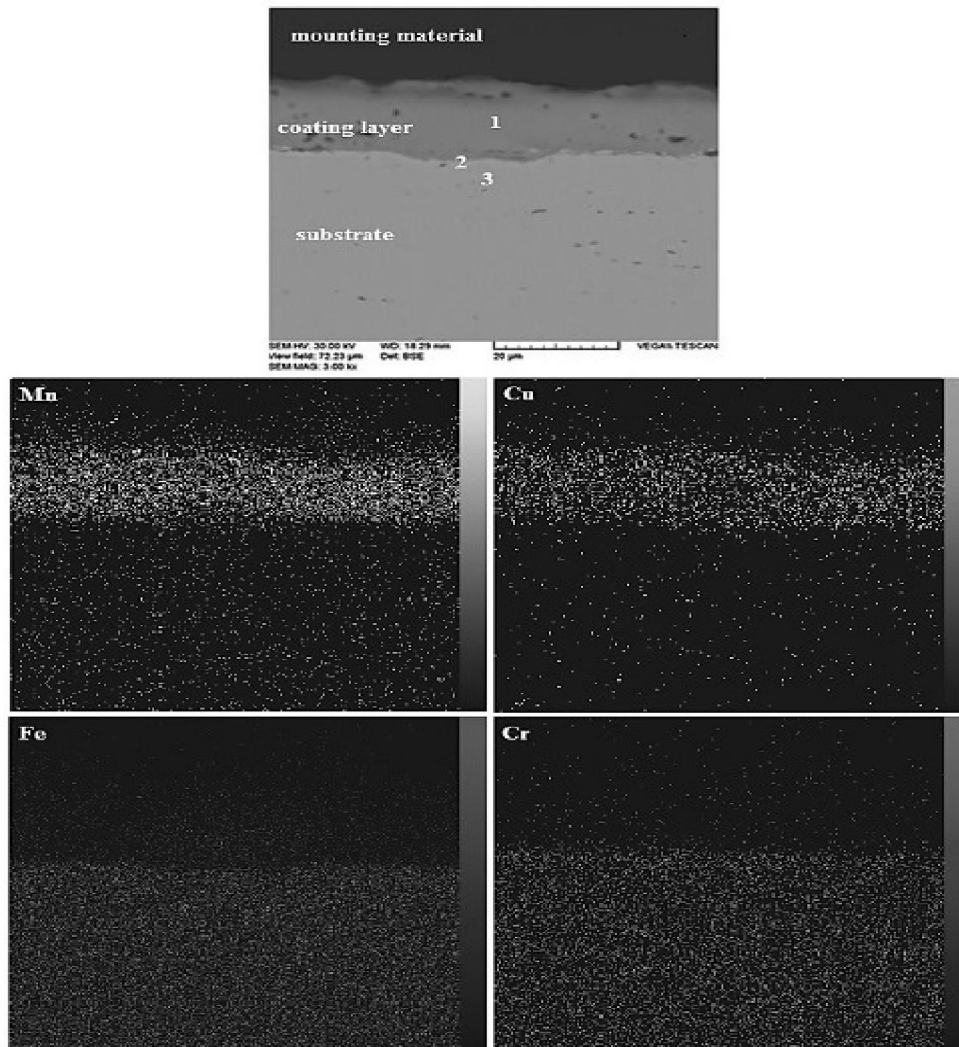 mounting material
coating layer
1
2
3
substrate
SEM HV: 30.00 kV WD: 18.29 mm
View field: 72.23 µm Det: BSE 20 µm VEGA\\ TESCAN
SEM MAG: 3.00 kx
Mn
Cu
Fe
Cr